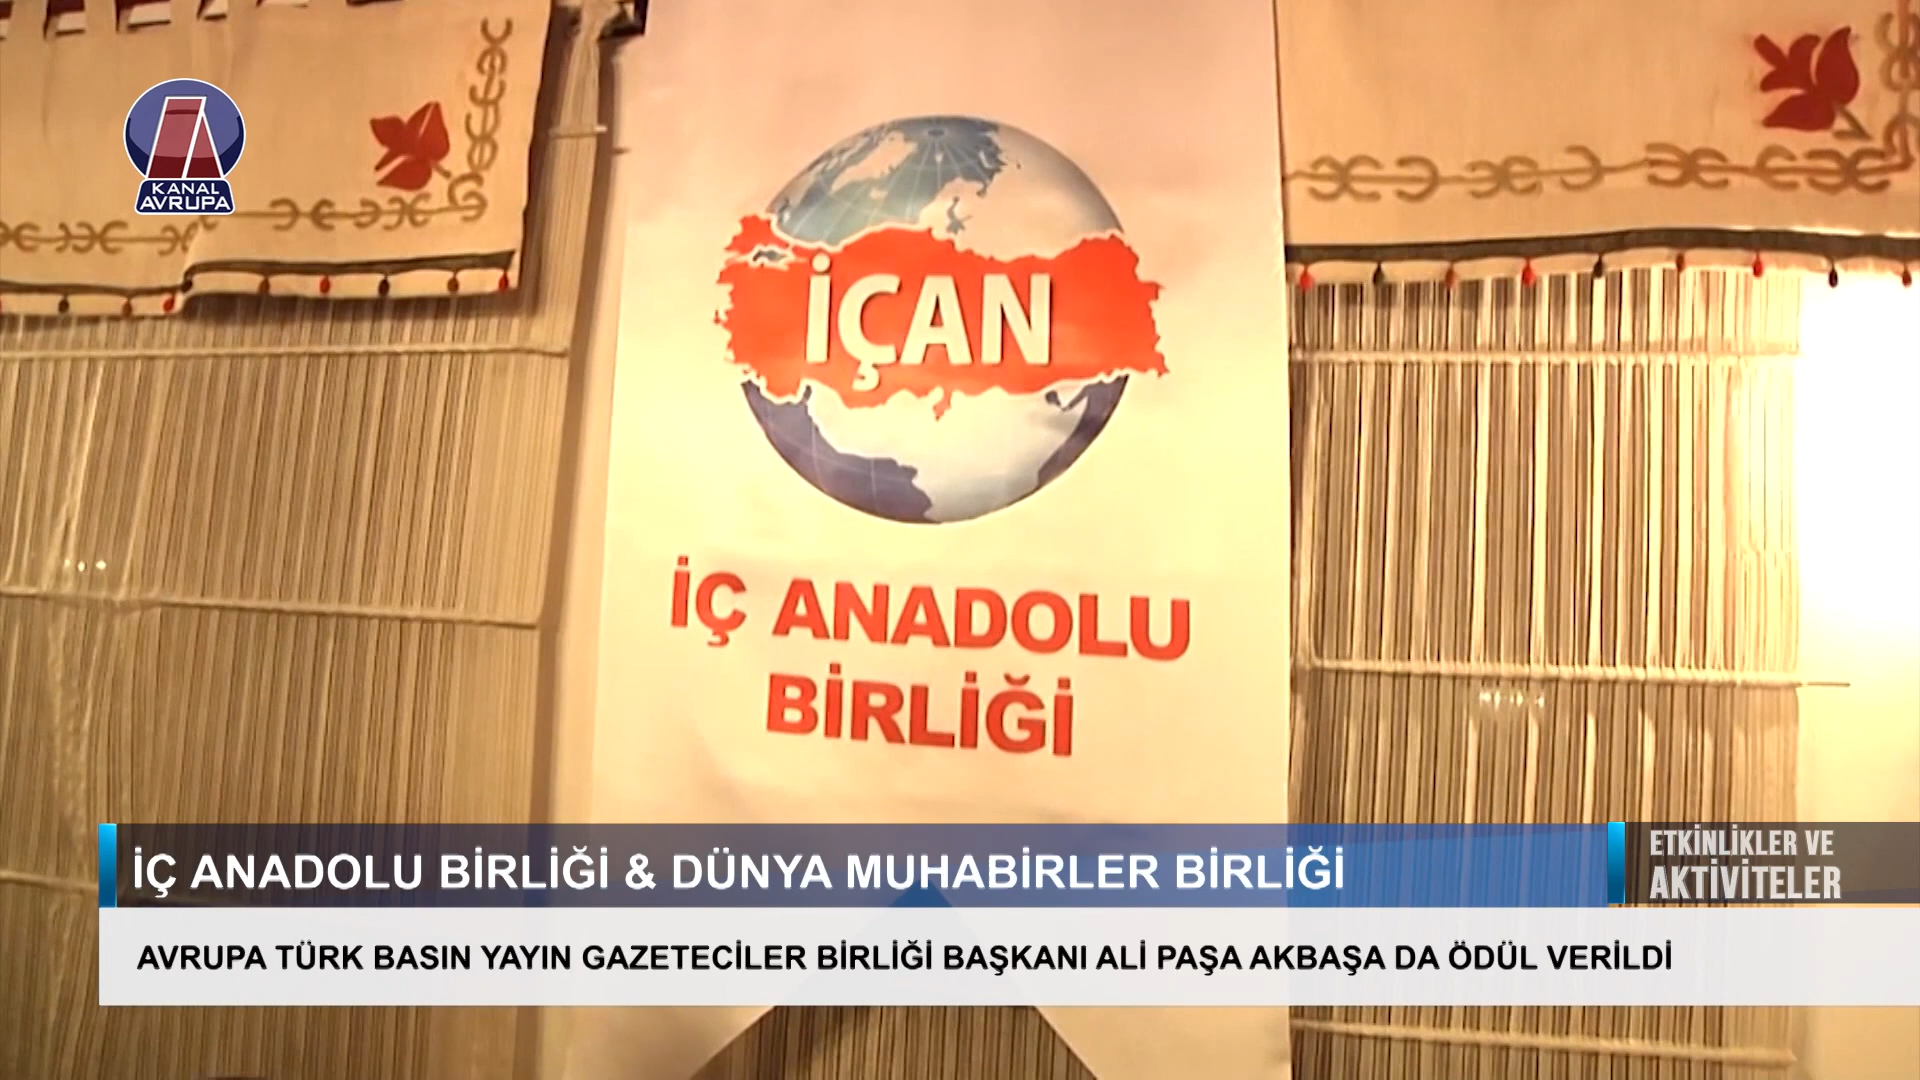 KANAL
AVRUPA
İÇAN
İÇ ANADOLU
BİRLİĞİ
İÇ ANADOLU BİRLİĞİ & DÜNYA MUHABİRLER BİRLİĞİ
ETKİNLİKLER VE
AKTİVİTELER
AVRUPA TÜRK BASIN YAYIN GAZETECİLER BİRLİĞİ BAŞKANI ALİ PAŞA AKBAŞA DA ÖDÜL VERİLDİ